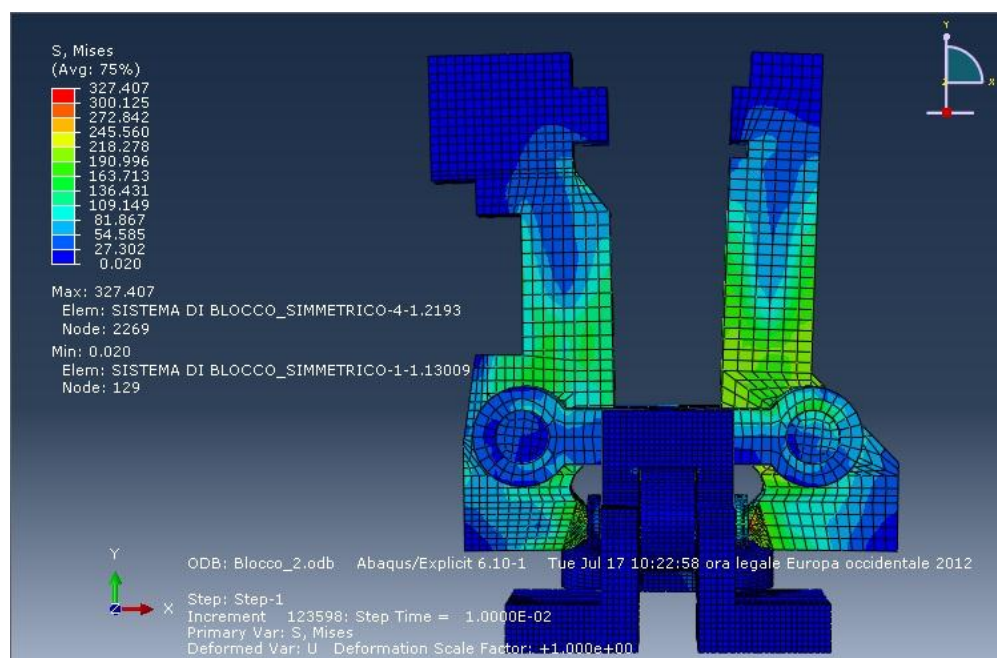 S, Mises
(Avg: 75%)
327.407
300.125
272.842
245.560
218.278
190.996
163.713
136.431
109.149
81.867
54.585
27.302
0.020
Max: 327.407
Elem: SISTEMA DI BLOCCO_SIMMETRICO-4-1.2193
Node: 2269
Min: 0.020
Elem: SISTEMA DI BLOCCO_SIMMETRICO-1-1.13009
Node: 129
Y
Z
X
ODB: Blocco_2.odb Abaqus/Explicit 6.10-1 Tue Jul 17 10:22:58 ora legale Europa occidentale 2012
Y
Z
X
Step: Step-1
Increment 123598: Step Time = 1.0000E-02
Primary Var: S, Mises
Deformed Var: U Deformation Scale Factor: +1.000e+00